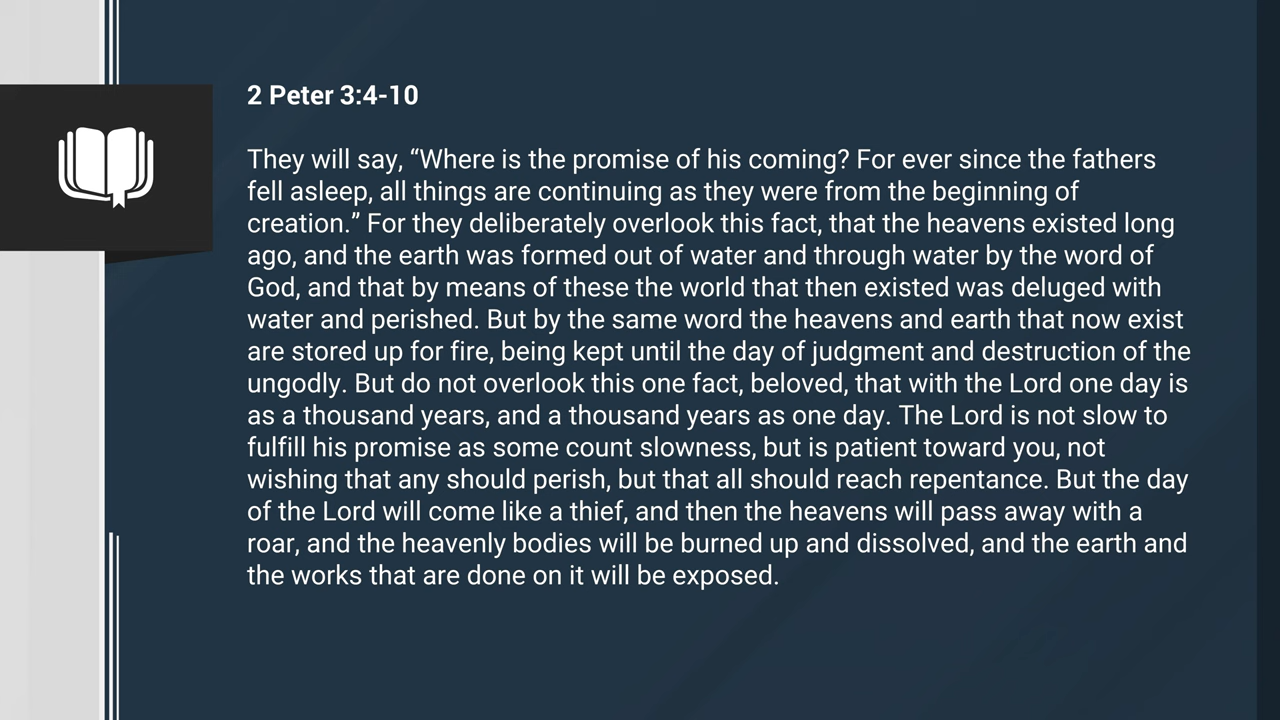 2 Peter 3:4-10
They will say, “Where is the promise of his coming? For ever since the fathers
fell asleep, all things are continuing as they were from the beginning of
creation.” For they deliberately overlook this fact, that the heavens existed long
ago, and the earth was formed out of water and through water by the word of
God, and that by means of these the world that then existed was deluged with
water and perished. But by the same word the heavens and earth that now exist
are stored up for fire, being kept until the day of judgment and destruction of the
ungodly. But do not overlook this one fact, beloved, that with the Lord one day is
as a thousand years, and a thousand years as one day. The Lord is not slow to
fulfill his promise as some count slowness, but is patient toward you, not
wishing that any should perish, but that all should reach repentance. But the day
of the Lord will come like a thief, and then the heavens will pass away with a
roar, and the heavenly bodies will be burned up and dissolved, and the earth and
the works that are done on it will be exposed.